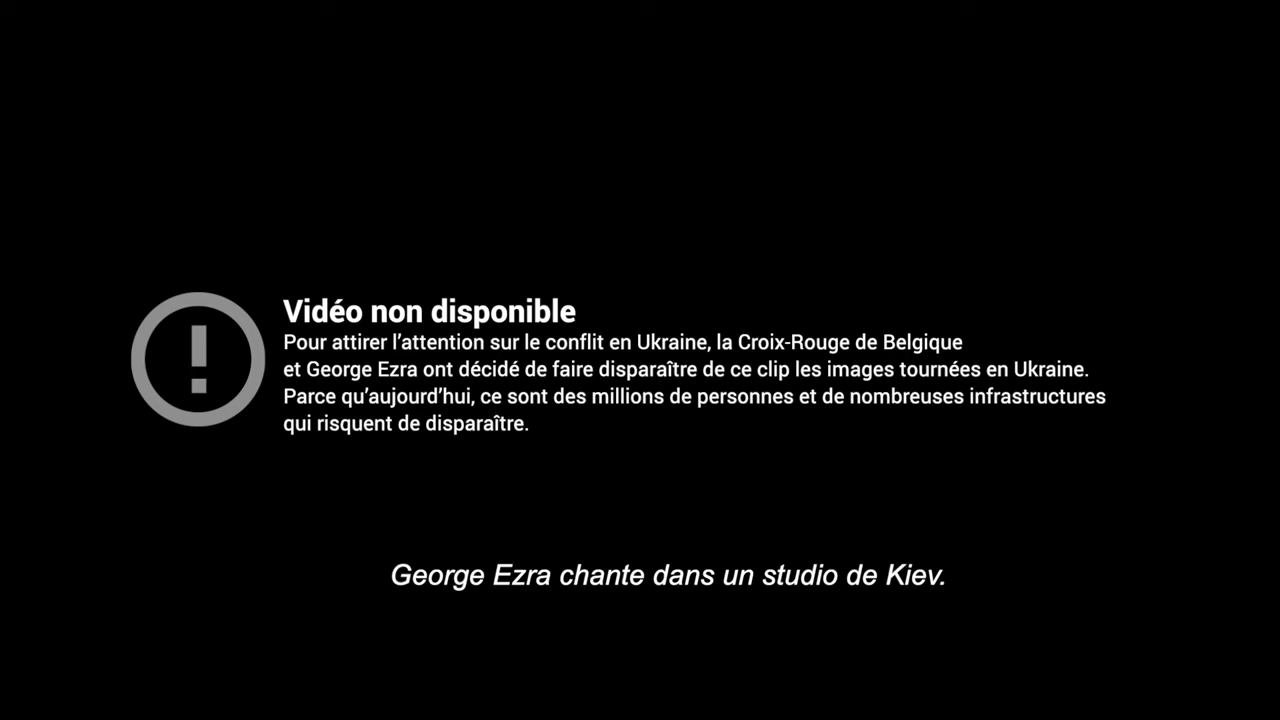 Vidéo non disponible
Pour attirer l’attention sur le conflit en Ukraine, la Croix-Rouge de Belgique
et George Ezra ont décidé de faire disparaître de ce clip les images tournées en Ukraine.
Parce qu’aujourd’hui, ce sont des millions de personnes et de nombreuses infrastructures
qui risquent de disparaître.
George Ezra chante dans un studio de Kiev.